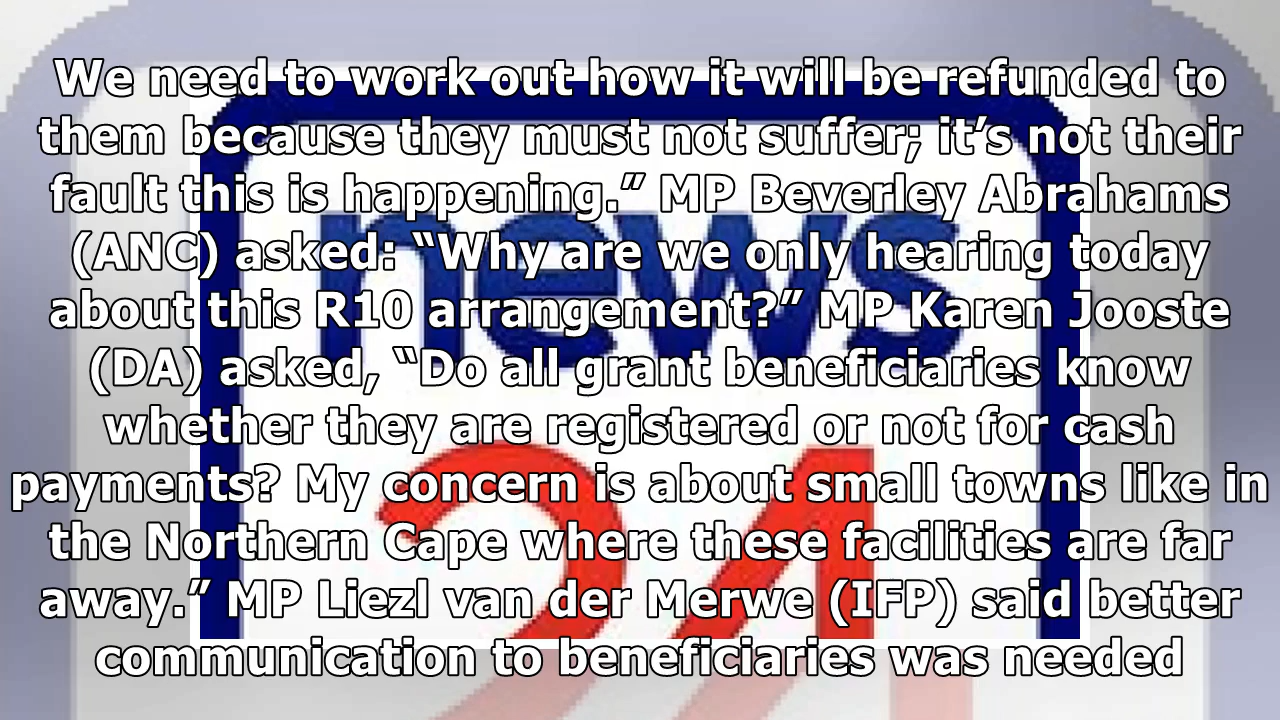 We need to work out how it will be refunded to
them because they must not suffer; it’s not their
fault this is happening.” MP Beverley Abrahams
(ANC) asked: “Why are we only hearing today
about this R10 arrangement?” MP Karen Jooste
(DA) asked, “Do all grant beneficiaries know
whether they are registered or not for cash
payments? My concern is about small towns like in
the Northern Cape where these facilities are far
away.” MP Liezl van der Merwe (IFP) said better
communication to beneficiaries was needed
news
24